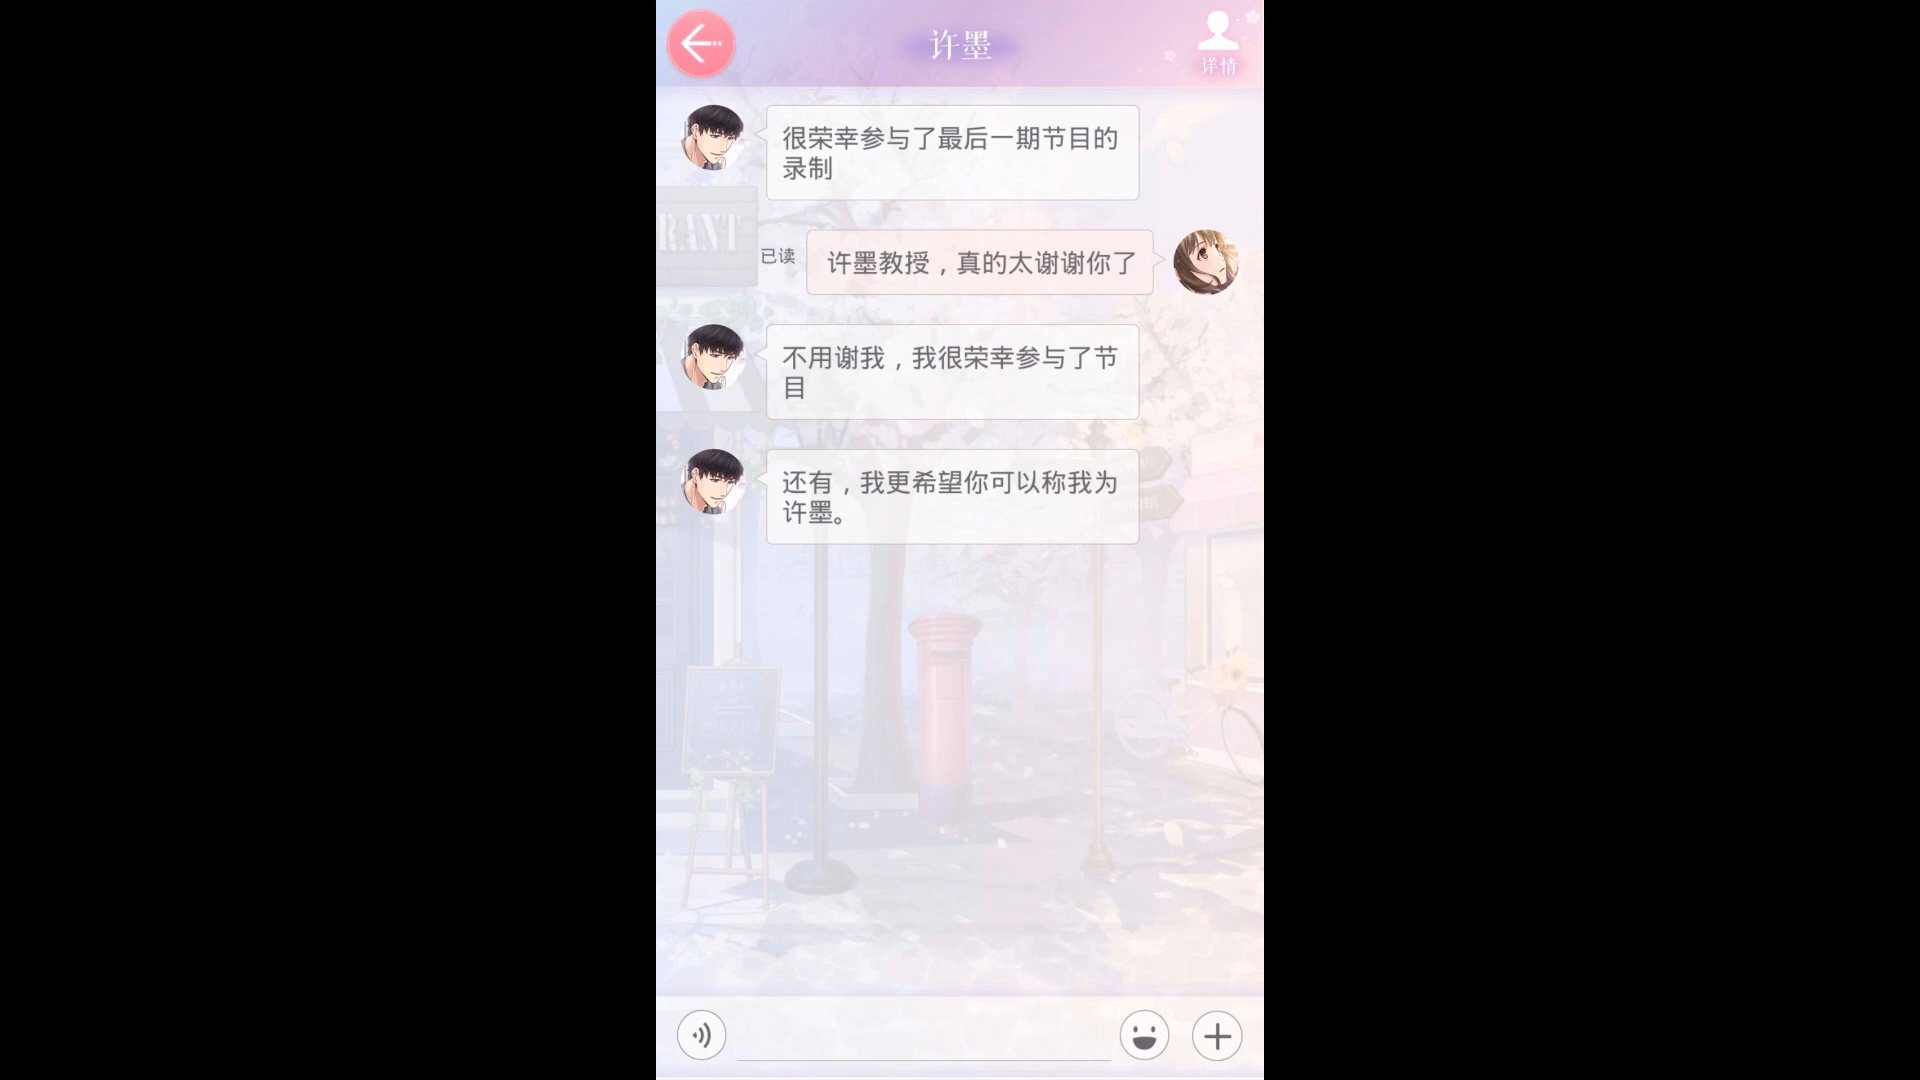 许墨
详情
很荣幸参与了最后一期节目的
录制
RANT
已读
许墨教授，真的太谢谢你了
不用谢我，我很荣幸参与了节
目
还有，我更希望你可以称我为
许墨。